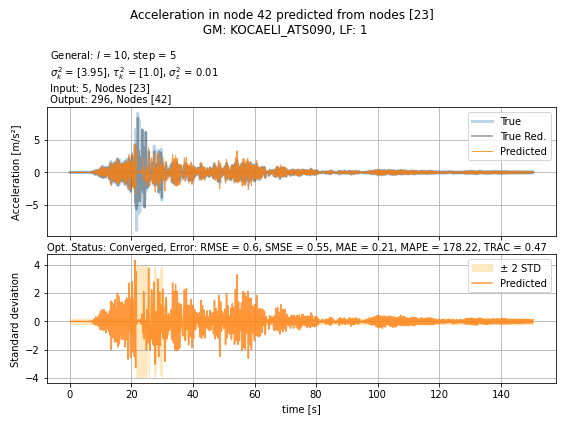 Acceleration in node 42 predicted from nodes [23]
GM: KOCAELI_ATS090, LF: 1
General: l = 10, step = 5
σ²ₖ = [3.95], τ²ₖ = [1.0], σ²ε = 0.01
Input: 5, Nodes [23]
Output: 296, Nodes [42]
Acceleration [m/s²]
5
0
−5
True
True Red.
Predicted
Opt. Status: Converged, Error: RMSE = 0.6, SMSE = 0.55, MAE = 0.21, MAPE = 178.22, TRAC = 0.47
Standard deviation
4
2
0
−2
−4
± 2 STD
Predicted
0 20 40 60 80 100 120 140
time [s]